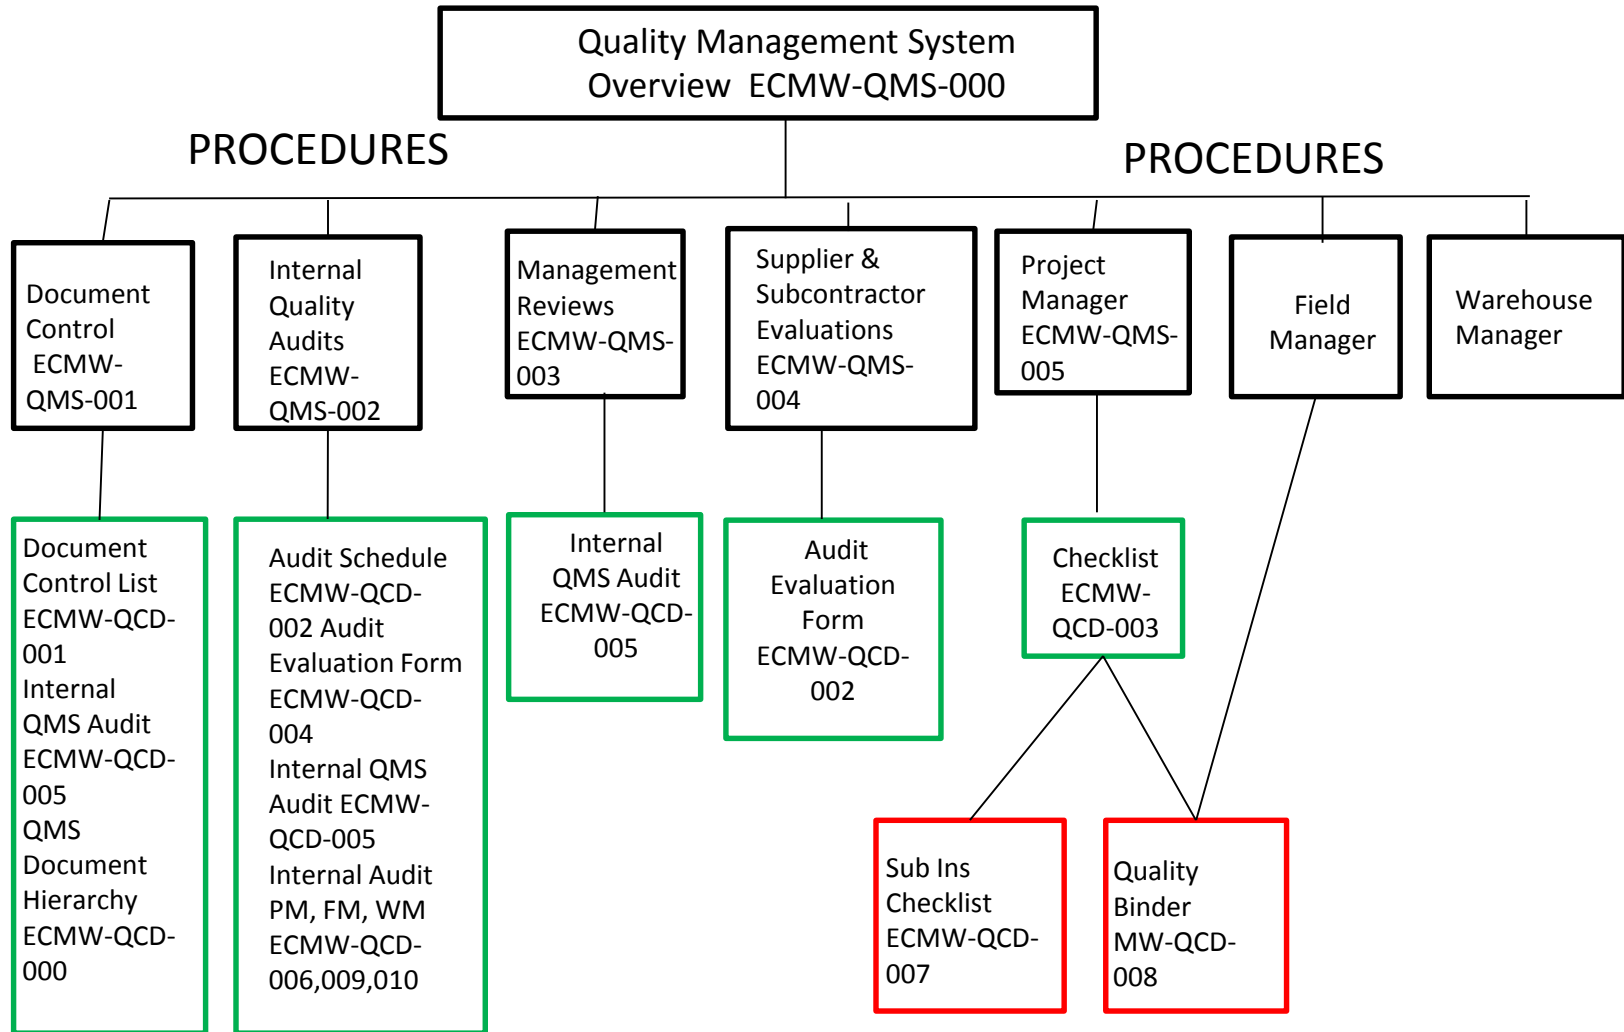 Quality Management System
Overview ECMW-QMS-000
PROCEDURES
PROCEDURES
Document
Control
ECMW-
QMS-001
Internal
Quality
Audits
ECMW-
QMS-002
Management
Reviews
ECMW-QMS-
003
Supplier &
Subcontractor
Evaluations
ECMW-QMS-
004
Project
Manager
ECMW-QMS-
005
Field
Manager
Warehouse
Manager
Document
Control List
ECMW-QCD-
001
Internal
QMS Audit
ECMW-QCD-
005
QMS
Document
Hierarchy
ECMW-QCD-
000
Audit Schedule
ECMW-QCD-
002 Audit
Evaluation Form
ECMW-QCD-
004
Internal QMS
Audit ECMW-
QCD-005
Internal Audit
PM, FM, WM
ECMW-QCD-
006,009,010
Internal
QMS Audit
ECMW-QCD-
005
Audit
Evaluation
Form
ECMW-QCD-
002
Checklist
ECMW-
QCD-003
Sub Ins
Checklist
ECMW-QCD-
007
Quality
Binder
MW-QCD-
008